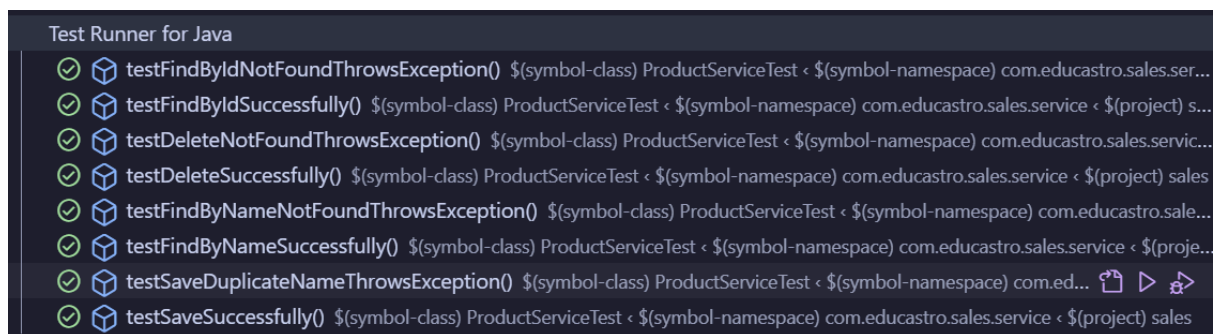 Test Runner for Java
testFindByIdNotFoundThrowsException() $(symbol-class) ProductServiceTest ‹ $(symbol-namespace) com.educastro.sales.ser...
testFindByIdSuccessfully() $(symbol-class) ProductServiceTest ‹ $(symbol-namespace) com.educastro.sales.service ‹ $(project) s...
testDeleteNotFoundThrowsException() $(symbol-class) ProductServiceTest ‹ $(symbol-namespace) com.educastro.sales.servic...
testDeleteSuccessfully() $(symbol-class) ProductServiceTest ‹ $(symbol-namespace) com.educastro.sales.service ‹ $(project) sales
testFindByNameNotFoundThrowsException() $(symbol-class) ProductServiceTest ‹ $(symbol-namespace) com.educastro.sale...
testFindByNameSuccessfully() $(symbol-class) ProductServiceTest ‹ $(symbol-namespace) com.educastro.sales.service ‹ $(proje...
testSaveDuplicateNameThrowsException() $(symbol-class) ProductServiceTest ‹ $(symbol-namespace) com.ed...
testSaveSuccessfully() $(symbol-class) ProductServiceTest ‹ $(symbol-namespace) com.educastro.sales.service ‹ $(project) sales